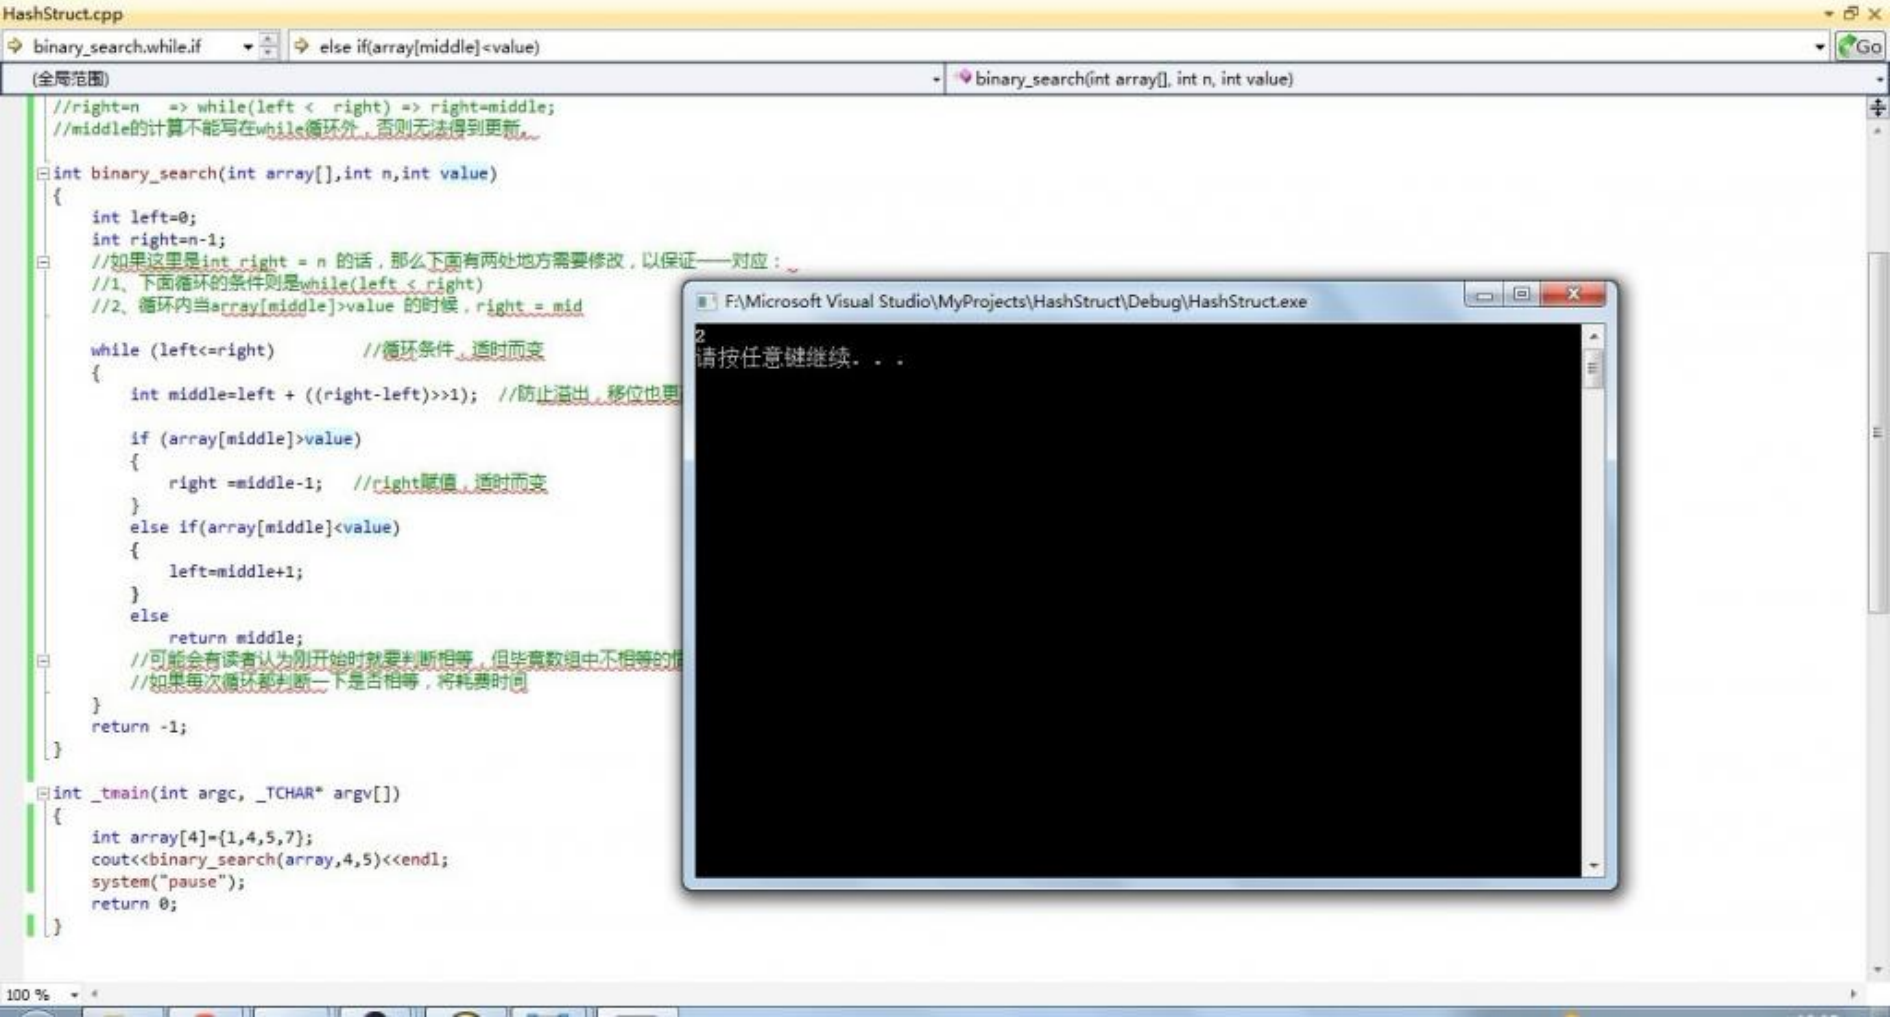 HashStruct.cpp
binary_search.while.if
else if(array[middle]<value)
Go
(全局范围)
binary_search(int array[], int n, int value)
//right=n   => while(left <  right) => right=middle;
//middle的计算不能写在while循环外，否则无法得到更新。
int binary_search(int array[],int n,int value)
{
int left=0;
int right=n-1;
//如果这里是int right = n 的话，那么下面有两处地方需要修改，以保证一一对应：
//1、下面循环的条件则是while(left < right)
//2、循环内当array[middle]>value 的时候，right = mid
while (left<=right)          //循环条件，适时而变
{
int middle=left + ((right-left)>>1);  //防止溢出，移位也更
if (array[middle]>value)
{
right =middle-1;   //right赋值，适时而变
}
else if(array[middle]<value)
{
left=middle+1;
}
else
return middle;
//可能会有读者认为刚开始时就要判断相等，但毕竟数组中不相等的情
//如果每次循环都判断一下是否相等，将耗费时间
}
return -1;
}
int _tmain(int argc, _TCHAR* argv[])
{
int array[4]={1,4,5,7};
cout<<binary_search(array,4,5)<<endl;
system("pause");
return 0;
}
100 %
F:\Microsoft Visual Studio\MyProjects\HashStruct\Debug\HashStruct.exe
2
请按任意键继续. . .